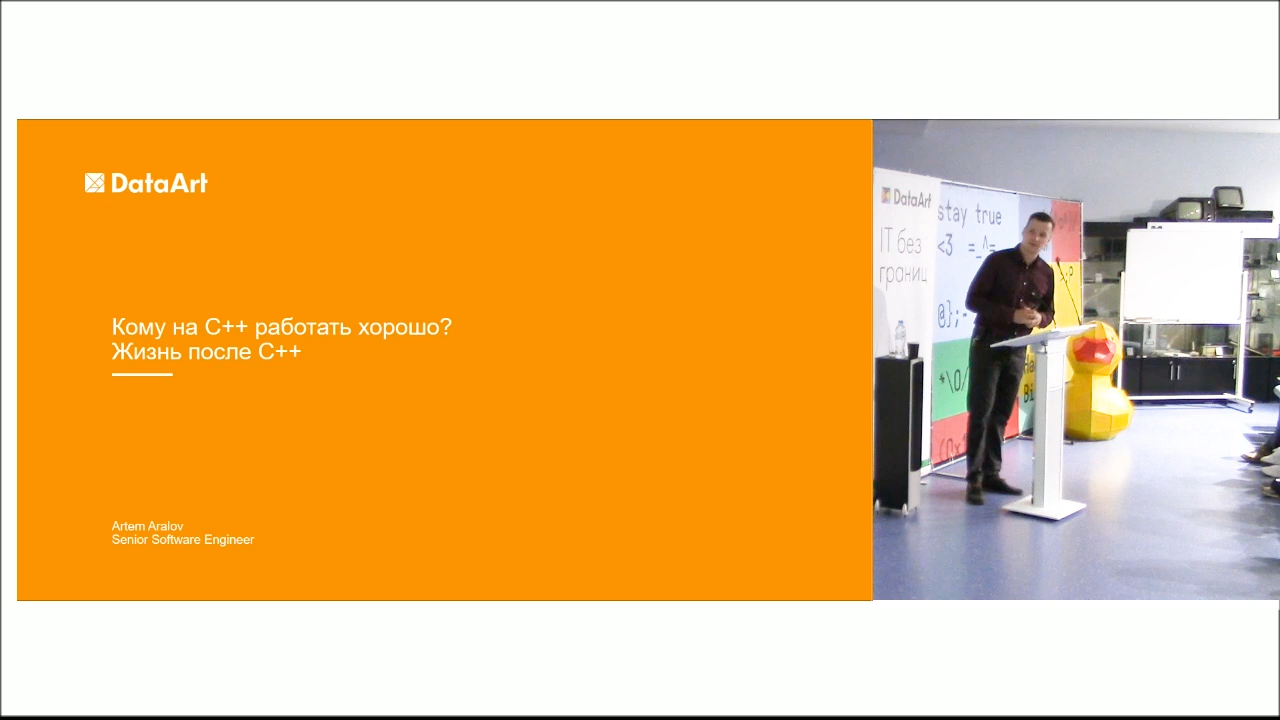 DataArt
Кому на C++ работать хорошо?
Жизнь после C++
Artem Aralov
Senior Software Engineer
DataArt
IT без
границ
stay true
<3 =_^=
@};-
*\O/